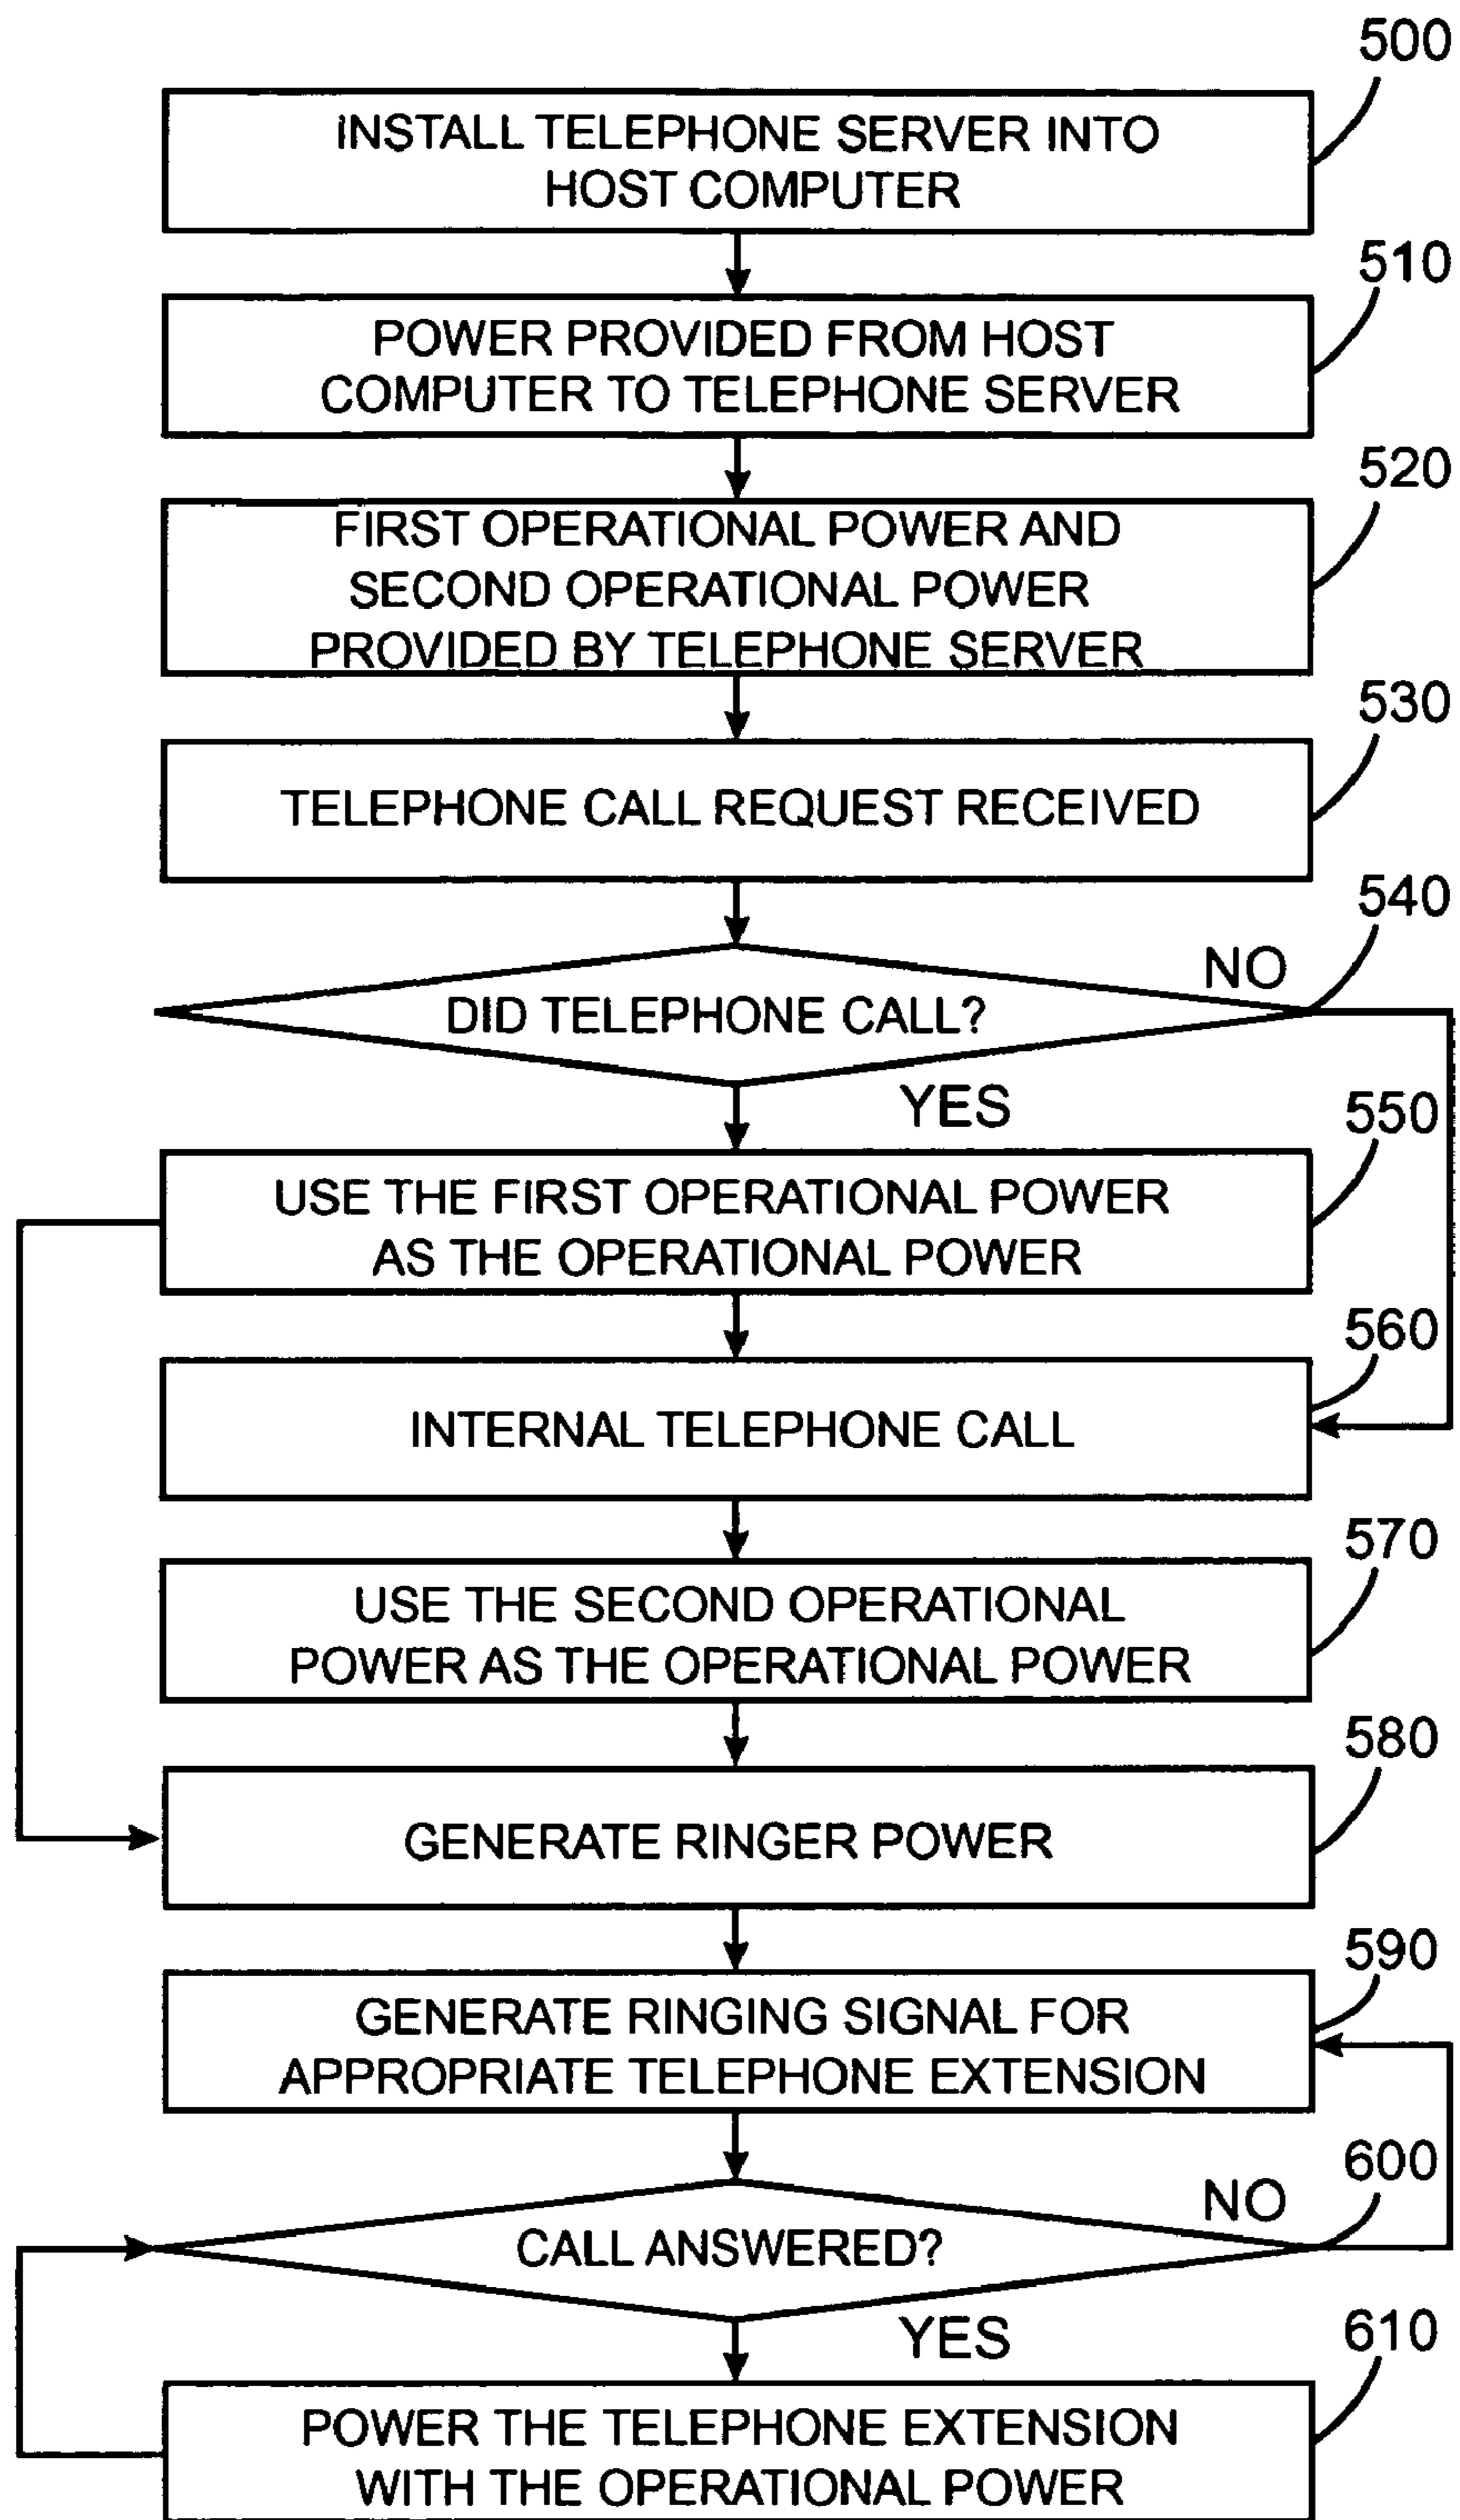 500
INSTALL TELEPHONE SERVER INTO
HOST COMPUTER
510
POWER PROVIDED FROM HOST
COMPUTER TO TELEPHONE SERVER
520
FIRST OPERATIONAL POWER AND
SECOND OPERATIONAL POWER
PROVIDED BY TELEPHONE SERVER
530
TELEPHONE CALL REQUEST RECEIVED
540
NO
DID TELEPHONE CALL?
YES
550
USE THE FIRST OPERATIONAL POWER
AS THE OPERATIONAL POWER
560
INTERNAL TELEPHONE CALL
570
USE THE SECOND OPERATIONAL
POWER AS THE OPERATIONAL POWER
580
GENERATE RINGER POWER
590
GENERATE RINGING SIGNAL FOR
APPROPRIATE TELEPHONE EXTENSION
600
NO
CALL ANSWERED?
YES
610
POWER THE TELEPHONE EXTENSION
WITH THE OPERATIONAL POWER